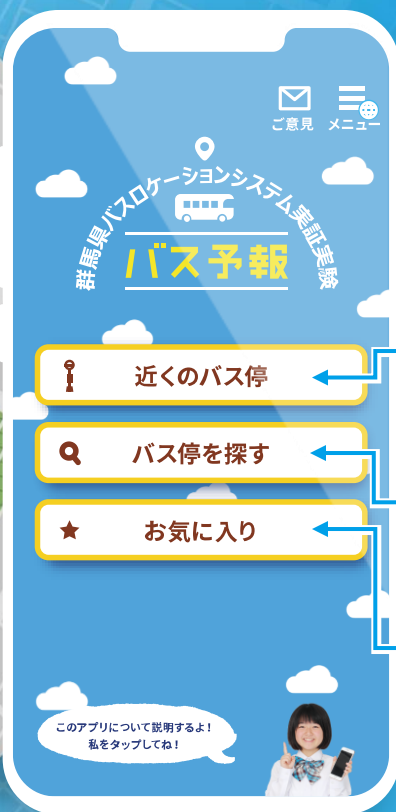 ご意見 メニュー
群馬県バスロケーションシステム実証実験
バス予報
近くのバス停
バス停を探す
お気に入り
このアプリについて説明するよ！
私をタップしてね！